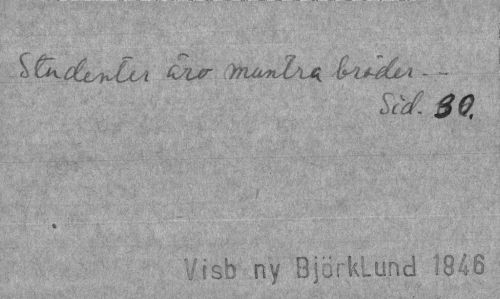 Studenter äro muntra bröder --
Sid. 30.
Visb ny BjörkLund 1846